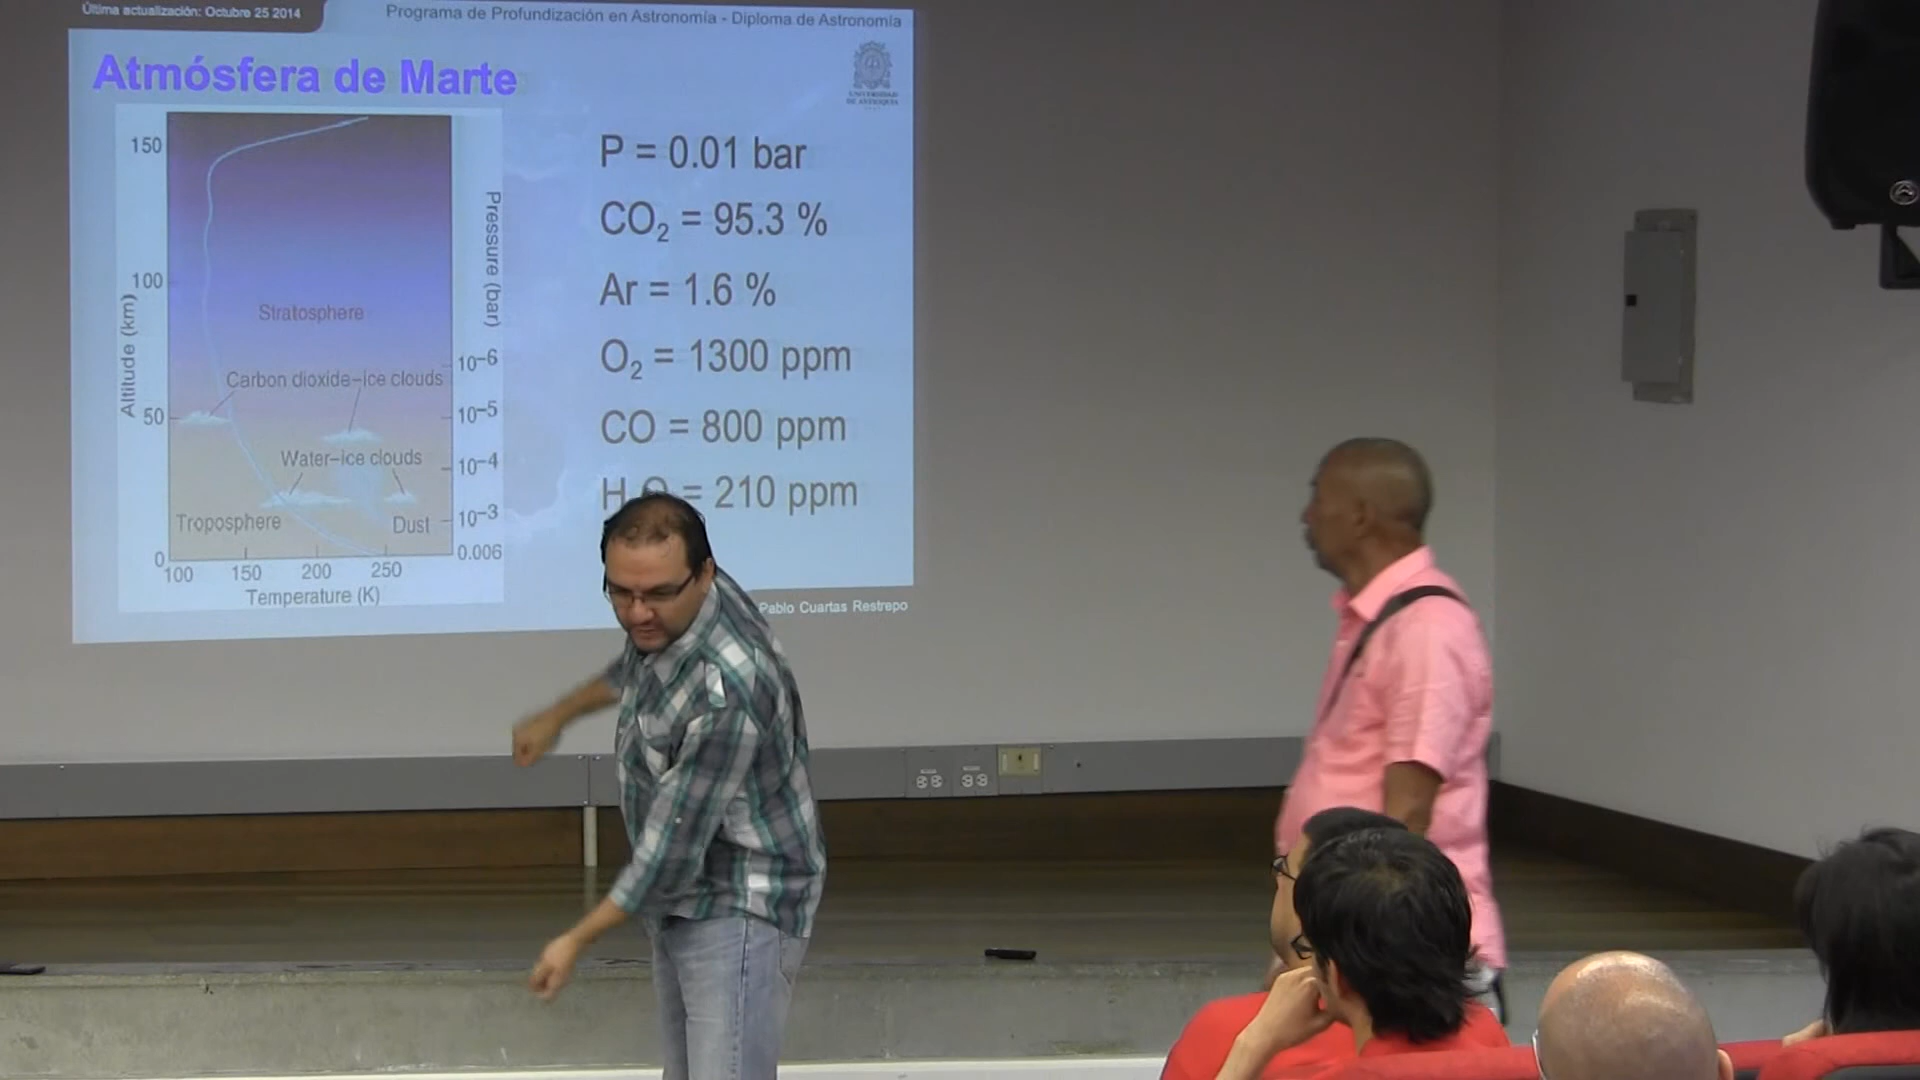 Última actualización: Octubre 25 2014
Programa de Profundización en Astronomía - Diploma de Astronomía
Atmósfera de Marte
UNIVERSIDAD
DE ANTIOQUIA
150
100
50
0
Altitude (km)
Stratosphere
Carbon dioxide–ice clouds
Water–ice clouds
Troposphere
Dust
Pressure (bar)
10–6
10–5
10–4
10–3
0.006
100 150 200 250
Temperature (K)
P = 0.01 bar
CO2 = 95.3 %
Ar = 1.6 %
O2 = 1300 ppm
CO = 800 ppm
= 210 ppm
Pablo Cuartas Restrepo